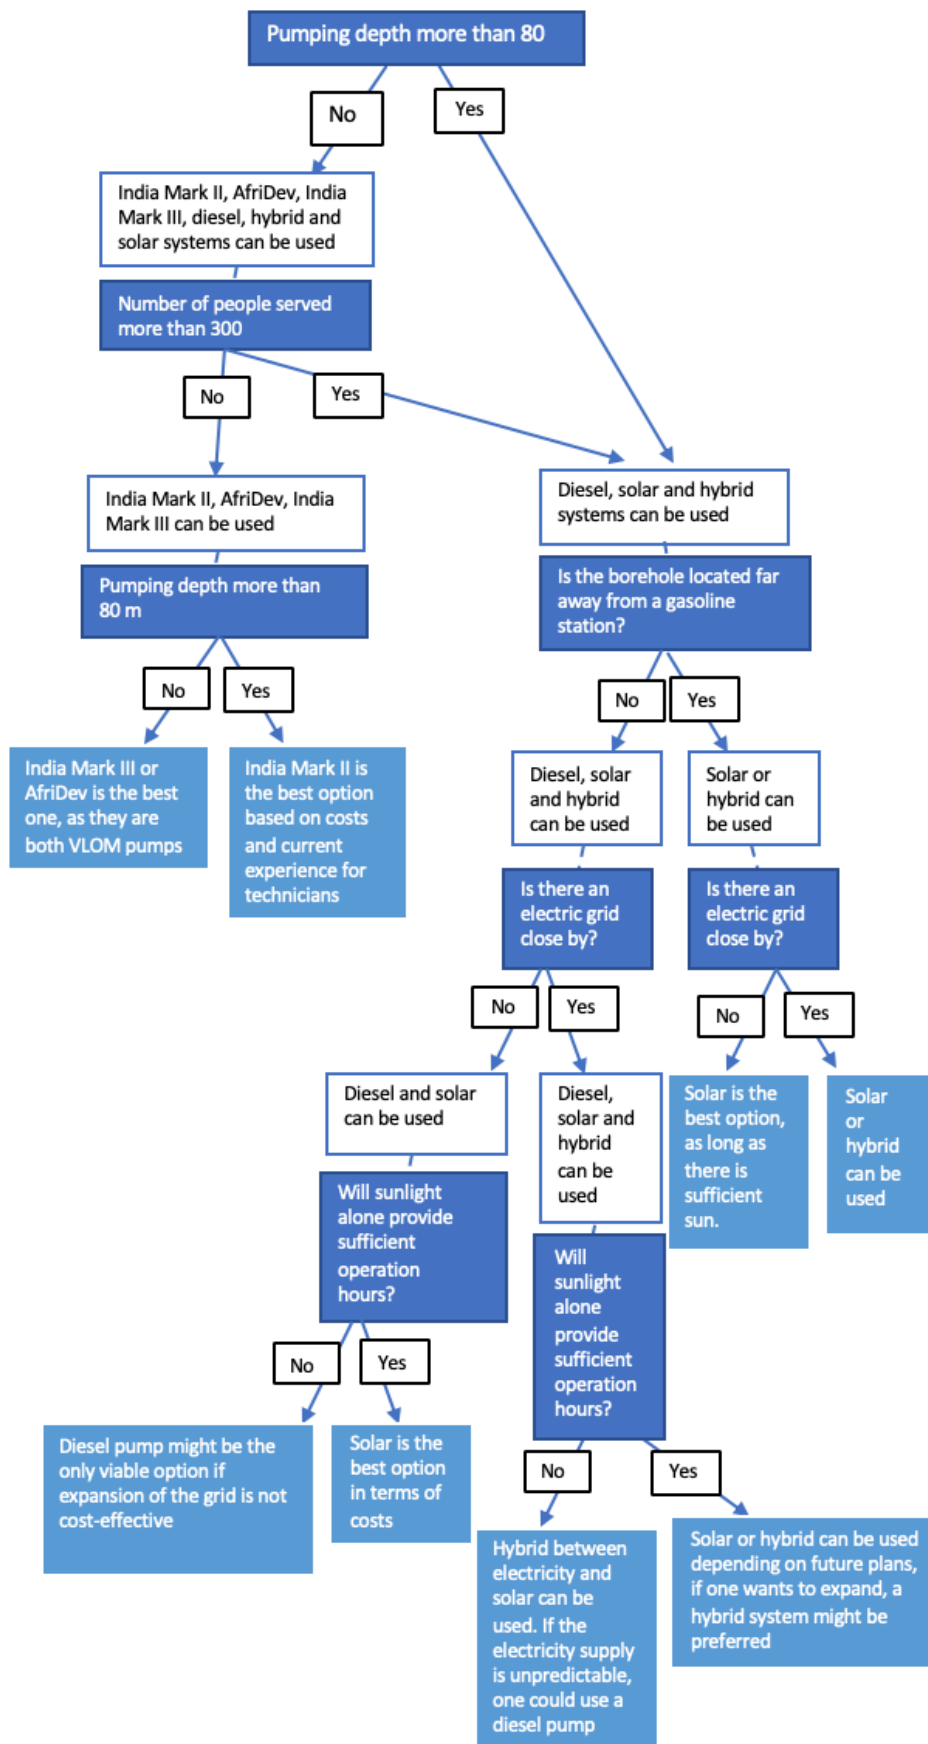 Pumping depth more than 80
No
Yes
India Mark II, AfriDev, India
Mark III, diesel, hybrid and
solar systems can be used
Number of people served
more than 300
No
Yes
India Mark II, AfriDev, India
Mark III can be used
Diesel, solar and hybrid
systems can be used
Pumping depth more than
80 m
Is the borehole located far
away from a gasoline
station?
No
Yes
No
Yes
India Mark III or
AfriDev is the best
one, as they are
both VLOM pumps
India Mark II is
the best option
based on costs
and current
experience for
technicians
Diesel, solar
and hybrid
can be used
Solar or
hybrid can
be used
Is there an
electric grid
close by?
Is there an
electric grid
close by?
No
Yes
No
Yes
Diesel and solar
can be used
Diesel,
solar and
hybrid
can be
used
Solar is the
best option,
as long as
there is
sufficient
sun.
Solar
or
hybrid
can be
used
Will sunlight
alone provide
sufficient
operation
hours?
Will
sunlight
alone
provide
sufficient
operation
hours?
No
Yes
Diesel pump might be the
only viable option if
expansion of the grid is not
cost-effective
Solar is the
best option
in terms of
costs
No
Yes
Hybrid between
electricity and
solar can be
used. If the
electricity supply
is unpredictable,
one could use a
diesel pump
Solar or hybrid can be used
depending on future plans,
if one wants to expand, a
hybrid system might be
preferred